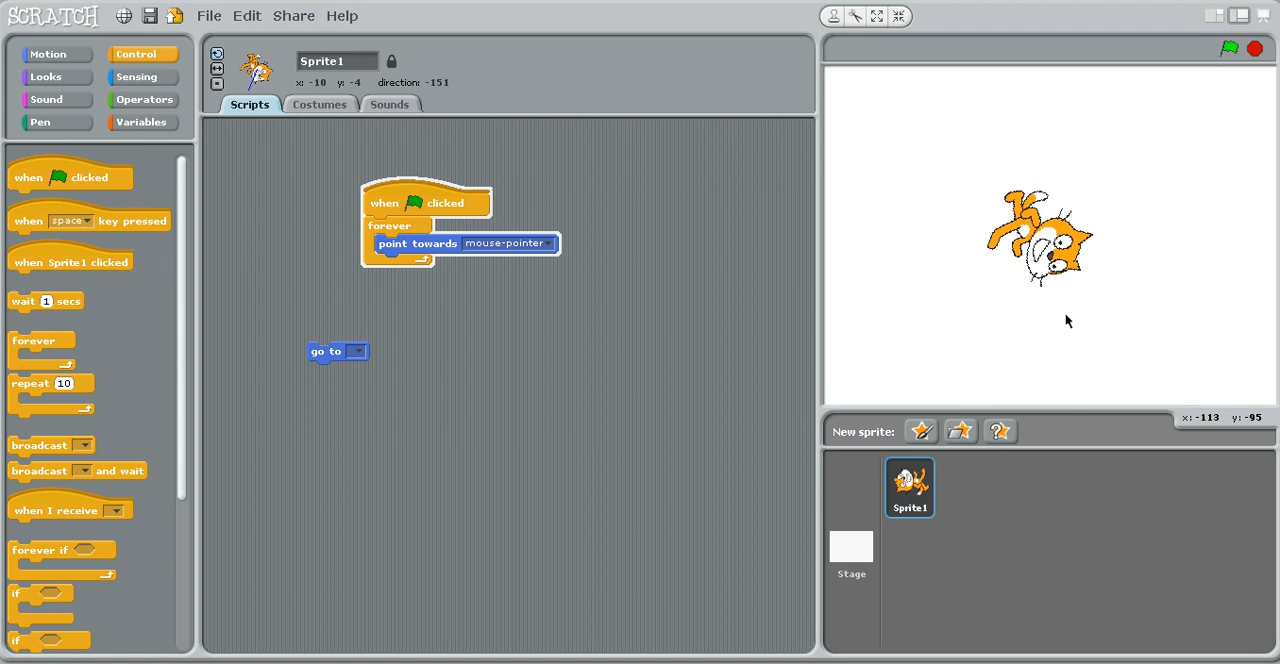 SCRATCH File Edit Share Help
Motion Control
Looks Sensing
Sound Operators
Pen Variables
when clicked
when space key pressed
when Sprite1 clicked
wait 1 secs
forever
repeat 10
broadcast
broadcast and wait
when I receive
forever if
if
if
Sprite1
x: -10 y: -4 direction: -151
Scripts Costumes Sounds
when clicked
forever
point towards mouse-pointer
go to
x: -113 y: -95
New sprite:
Sprite1
Stage